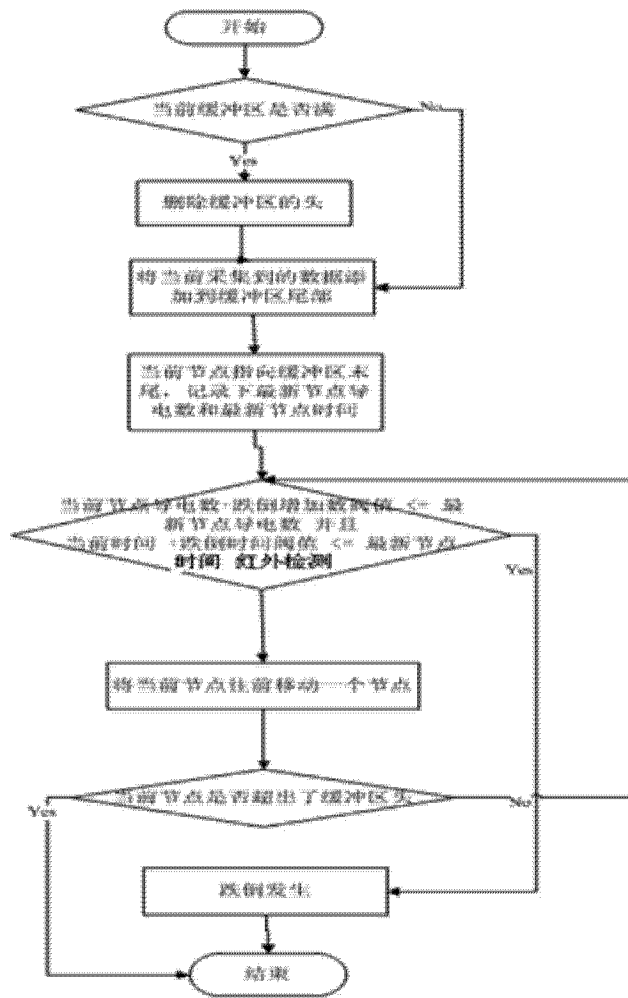 开始
当前缓冲区是否满
No
Yes
删除缓冲区的头
将当前采集到的数据添
加到缓冲区尾部
当前节点指向缓冲区末
尾，记录下最新节点导
电数和最新节点时间
当前节点导电数+跌倒增加数阀值 <= 最
新节点导电数 并且
当前时间 +跌倒时间阀值 <= 最新节点
时间 红外检测
Yes
将当前节点往前移动一个节点
当前节点是否超出了缓冲区头
Yes
No
跌倒发生
结束